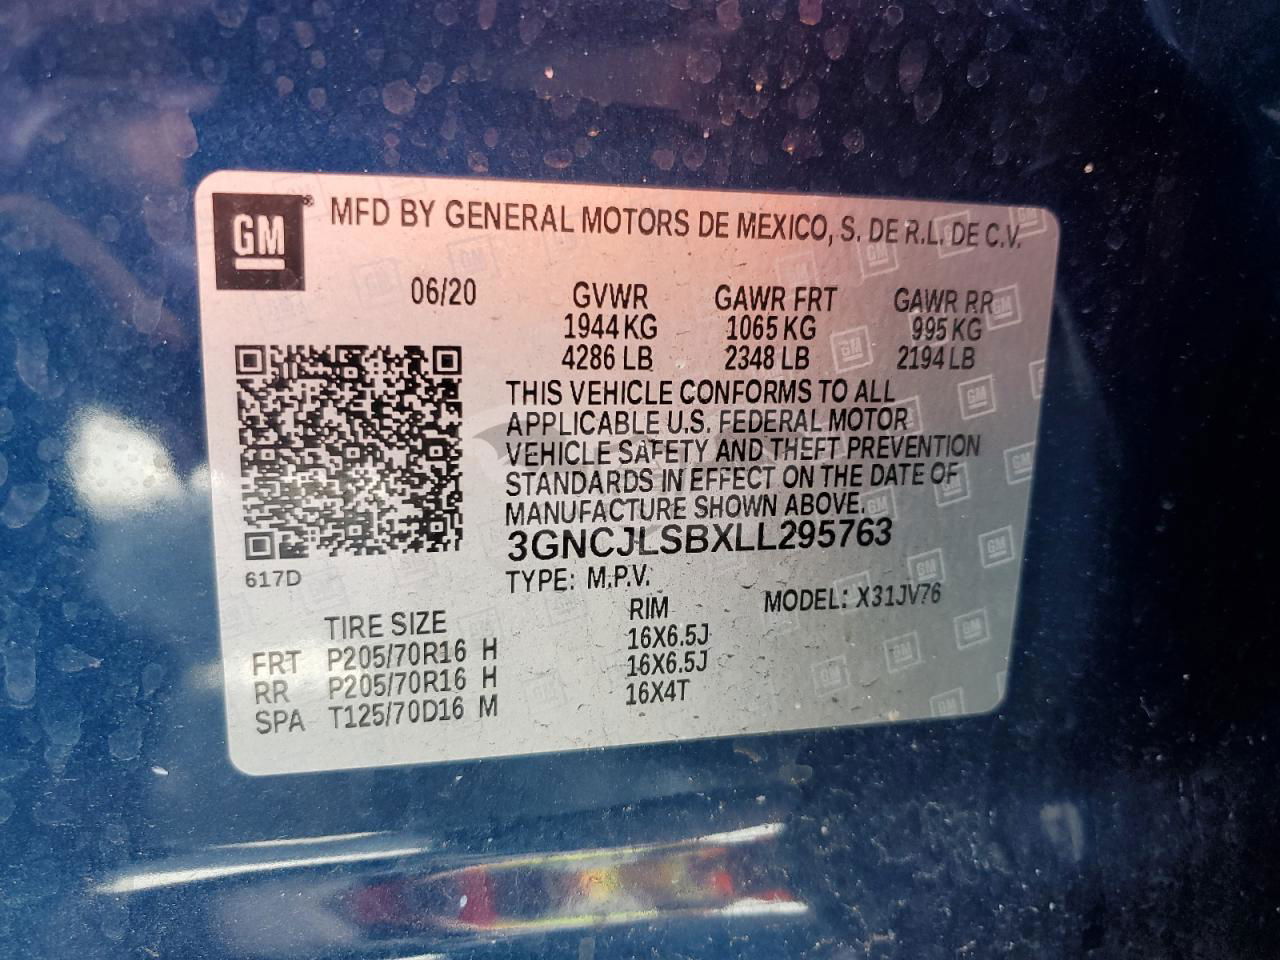 GM® MFD BY GENERAL MOTORS DE MEXICO, S. DE R.L. DE C.V.
06/20 GVWR GAWR FRT GAWR RR
1944 KG 1065 KG 995 KG
4286 LB 2348 LB 2194 LB
THIS VEHICLE CONFORMS TO ALL
APPLICABLE U.S. FEDERAL MOTOR
VEHICLE SAFETY AND THEFT PREVENTION
STANDARDS IN EFFECT ON THE DATE OF
MANUFACTURE SHOWN ABOVE.
3GNCJLSBXLL295763
617D TYPE: M.P.V. MODEL: X31JV76
TIRE SIZE RIM
FRT P205/70R16 H 16X6.5J
RR P205/70R16 H 16X6.5J
SPA T125/70D16 M 16X4T